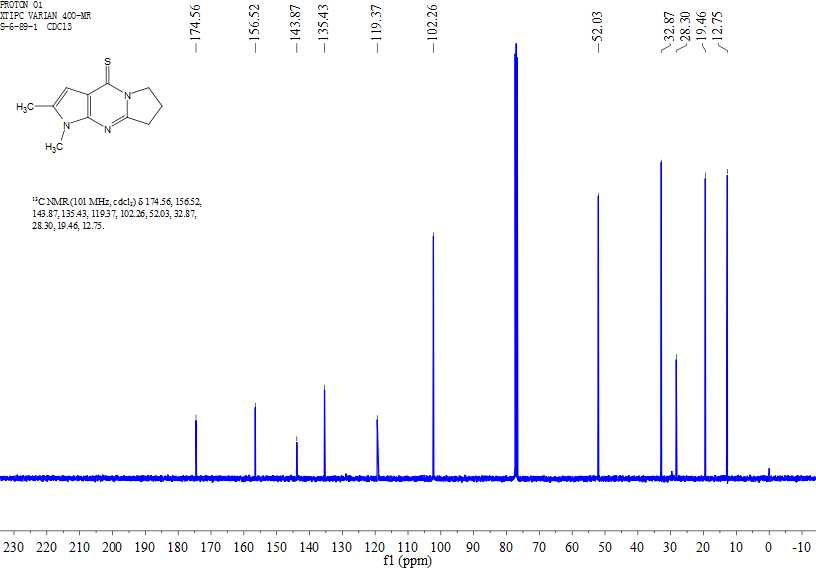 PROTON 01
XTIPC VARIAN 400-MR
S-6-89-1 CDCl3
174.56
156.52
143.87
135.43
119.37
102.26
52.03
32.87
28.30
19.46
12.75
S
H₃C
N
N
N
H₃C
¹³C NMR (101 MHz, cdcl₃) δ 174.56, 156.52,
143.87, 135.43, 119.37, 102.26, 52.03, 32.87,
28.30, 19.46, 12.75.
230 220 210 200 190 180 170 160 150 140 130 120 110 100 90 80 70 60 50 40 30 20 10 0 -10
f1 (ppm)